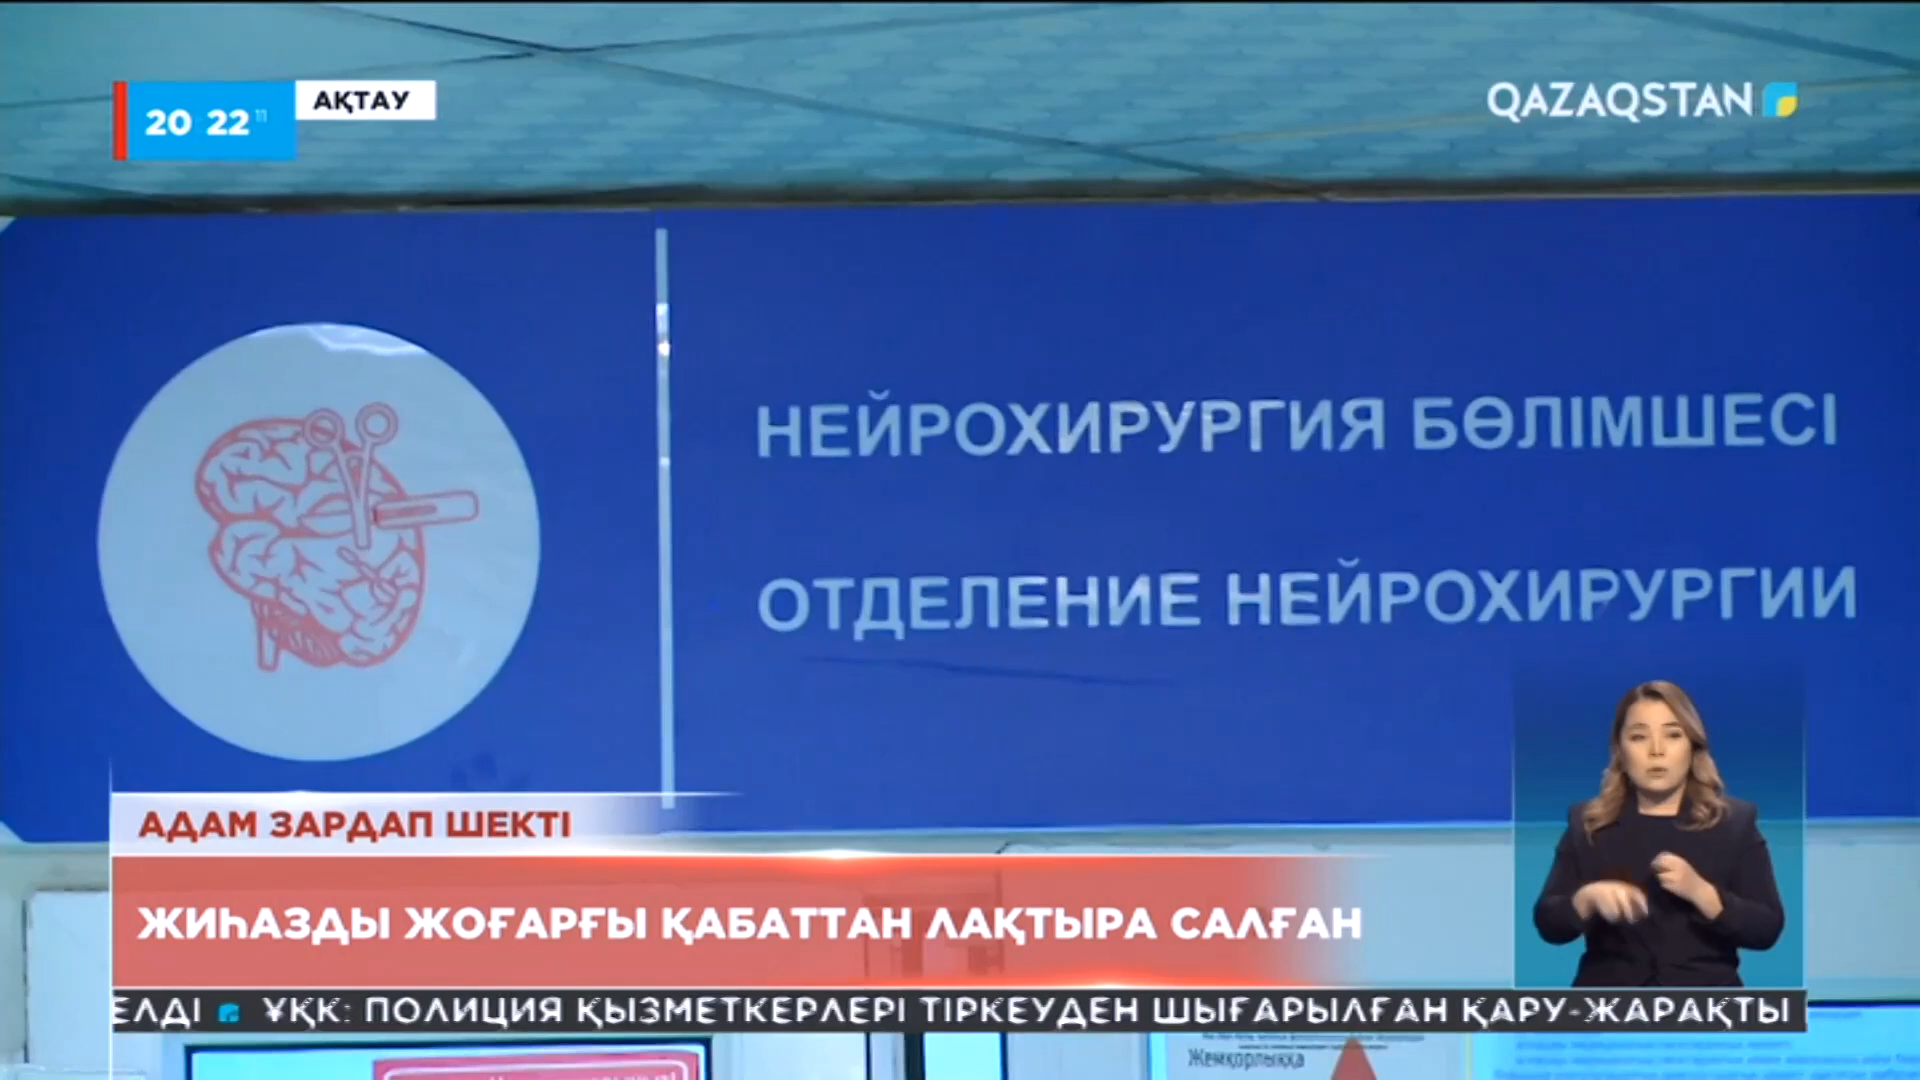 20 22 11
АҚТАУ
QAZAQSTAN
НЕЙРОХИРУРГИЯ БӨЛІМШЕСІ
ОТДЕЛЕНИЕ НЕЙРОХИРУРГИИ
АДАМ ЗАРДАП ШЕКТІ
ЖИҺАЗДЫ ЖОҒАРҒЫ ҚАБАТТАН ЛАҚТЫРА САЛҒАН
ЕЛДІ ҰҚК: ПОЛИЦИЯ ҚЫЗМЕТКЕРЛЕРІ ТІРКЕУДЕН ШЫҒАРЫЛҒАН ҚАРУ-ЖАРАҚТЫ
Жемқорлыққа